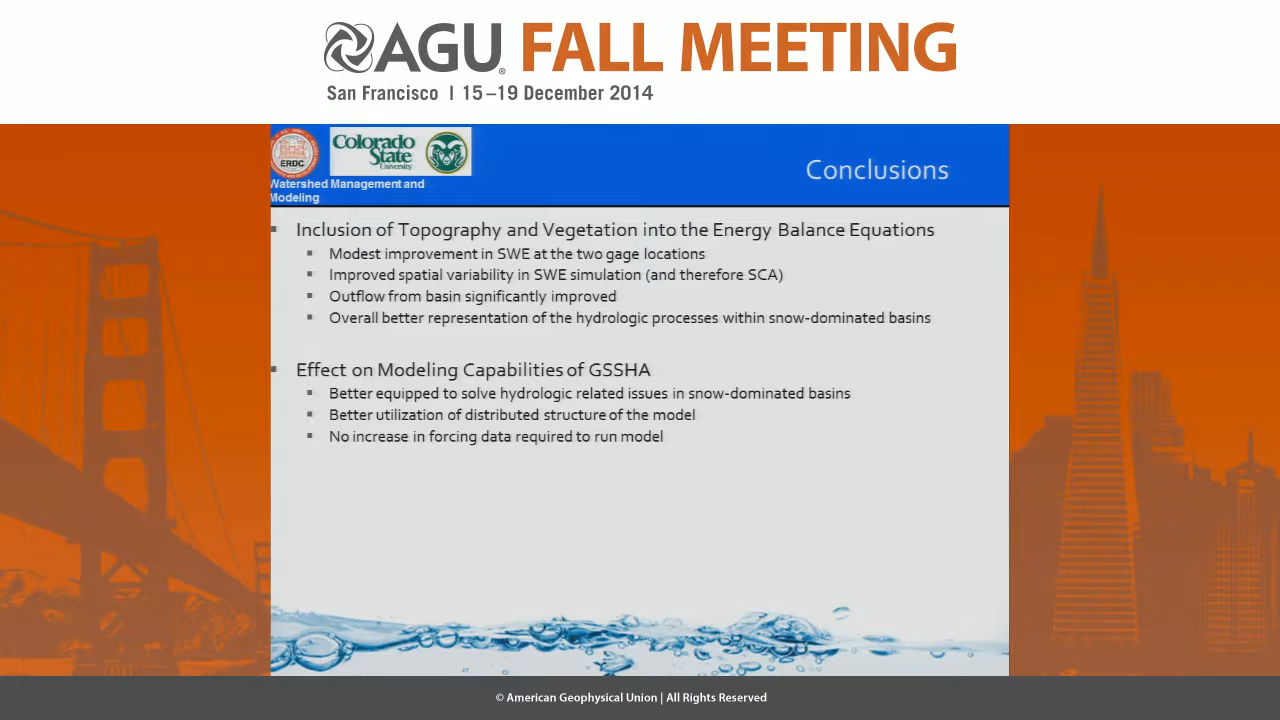 AGU® FALL MEETING
San Francisco | 15–19 December 2014
ERDC
Colorado
State
University
Watershed Management and
Modeling
Conclusions
Inclusion of Topography and Vegetation into the Energy Balance Equations
Modest improvement in SWE at the two gage locations
Improved spatial variability in SWE simulation (and therefore SCA)
Outflow from basin significantly improved
Overall better representation of the hydrologic processes within snow-dominated basins
Effect on Modeling Capabilities of GSSHA
Better equipped to solve hydrologic related issues in snow-dominated basins
Better utilization of distributed structure of the model
No increase in forcing data required to run model
© American Geophysical Union | All Rights Reserved